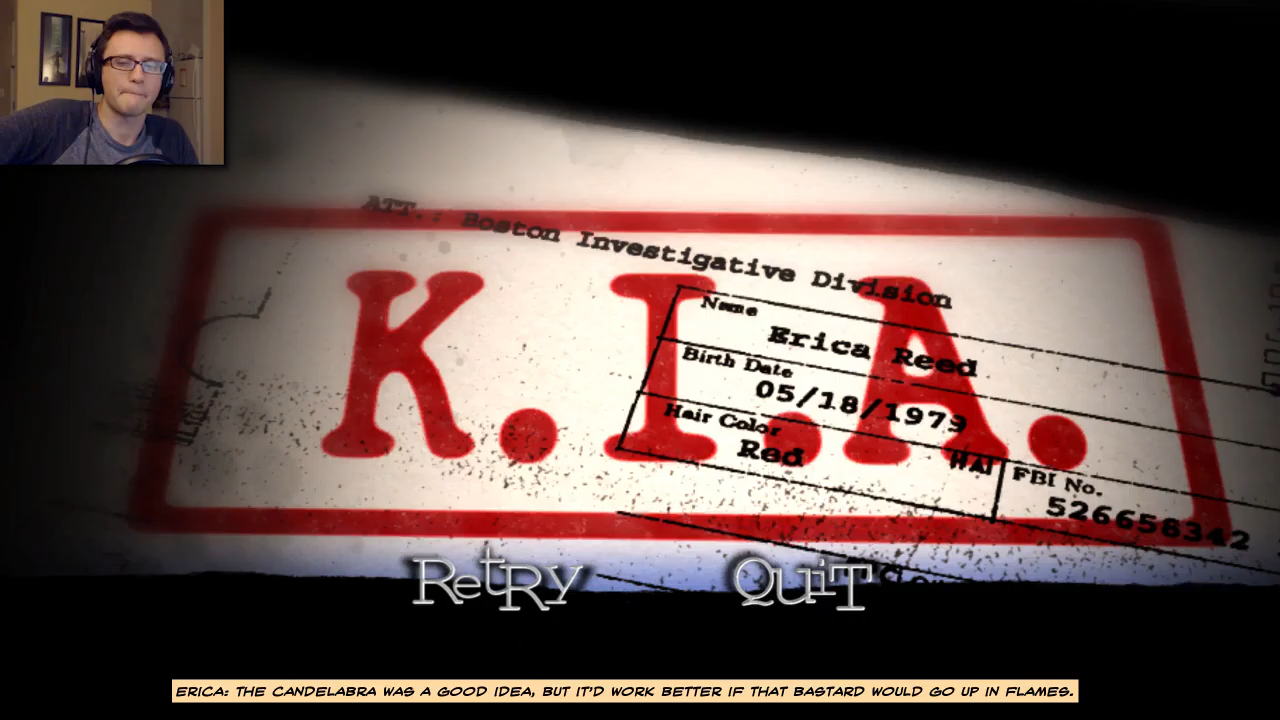 ATT.: Boston Investigative Division
K.I.A.
Name
Erica Reed
Birth Date
05/18/1979
Hair Color
Red
HAI
FBI No.
526658342
Retry Quit
ERICA: THE CANDELABRA WAS A GOOD IDEA, BUT IT'D WORK BETTER IF THAT BASTARD WOULD GO UP IN FLAMES.